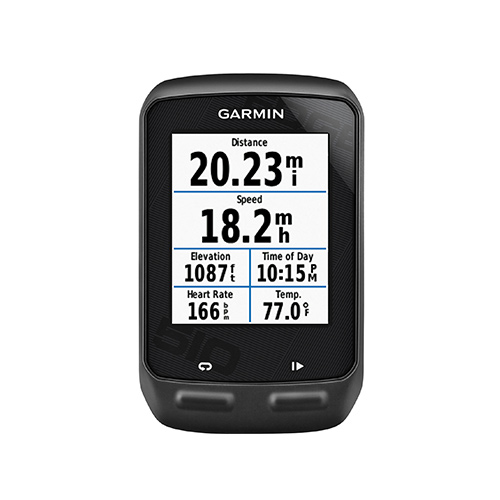 GARMIN
Distance
20.23 mi
Speed
18.2 mh
Elevation Time of Day
1087 ft 10:15 PM
Heart Rate Temp.
166 bpm 77.0 °F
510